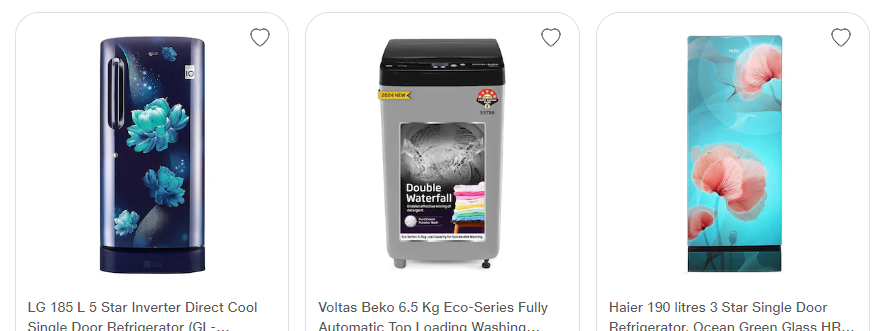 2024 NEW
5 STAR
Double
Waterfall
LG 185 L 5 Star Inverter Direct Cool
Single Door Refrigerator (GL-...
Voltas Beko 6.5 Kg Eco-Series Fully
Automatic Top Loading Washing...
Haier 190 litres 3 Star Single Door
Refrigerator, Ocean Green Glass HR...